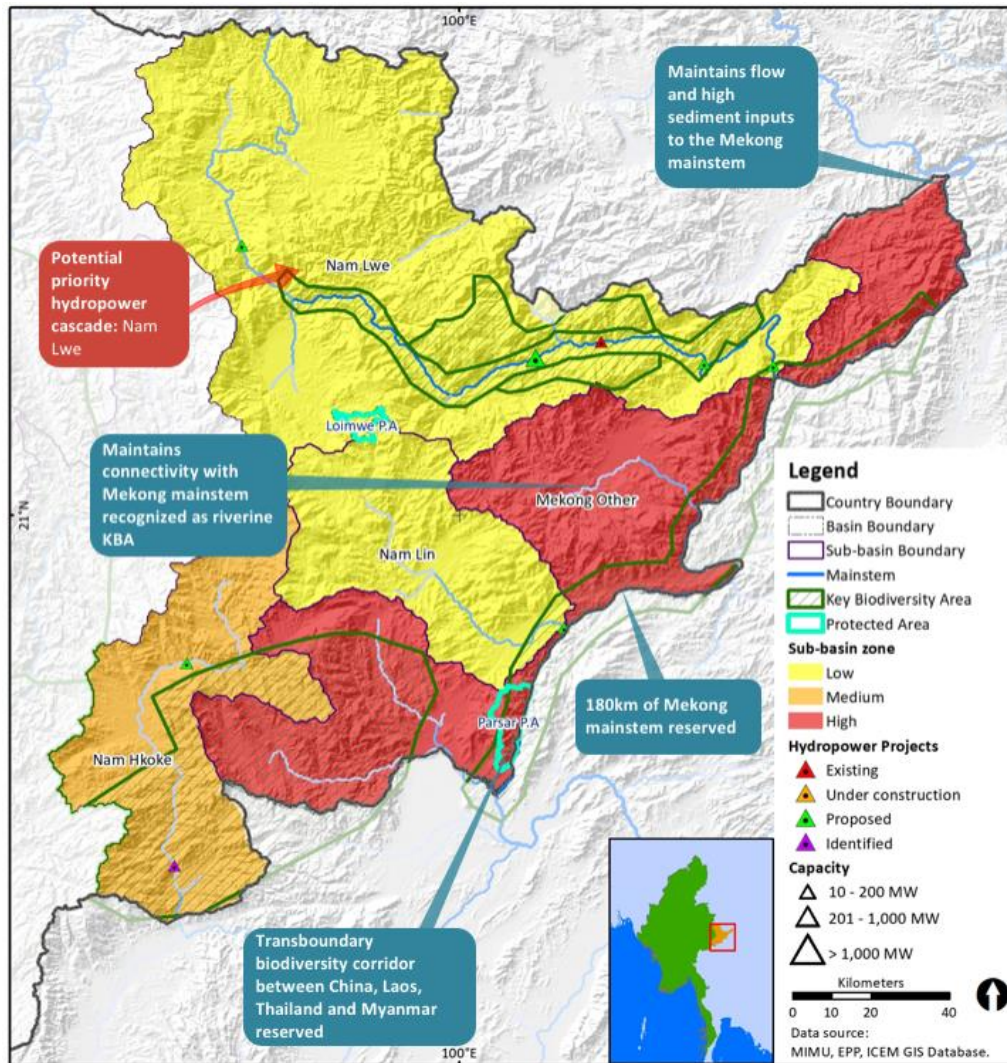 100°E
Maintains flow
and high
sediment inputs
to the Mekong
mainstem
Potential
priority
hydropower
cascade: Nam
Lwe
Nam Lwe
Loimwe P.A
Maintains
connectivity with
Mekong mainstem
recognized as riverine
KBA
21°N
Mekong Other
Nam Lin
180km of Mekong
mainstem reserved
Parsar P.A
Nam Hkoke
Transboundary
biodiversity corridor
between China, Laos,
Thailand and Myanmar
reserved
Legend
Country Boundary
Basin Boundary
Sub-basin Boundary
Mainstem
Key Biodiversity Area
Protected Area
Sub-basin zone
Low
Medium
High
Hydropower Projects
Existing
Under construction
Proposed
Identified
Capacity
10 - 200 MW
201 - 1,000 MW
> 1,000 MW
Kilometers
0 10 20 40
Data source:
MIMU, EPP, ICEM GIS Database
100°E